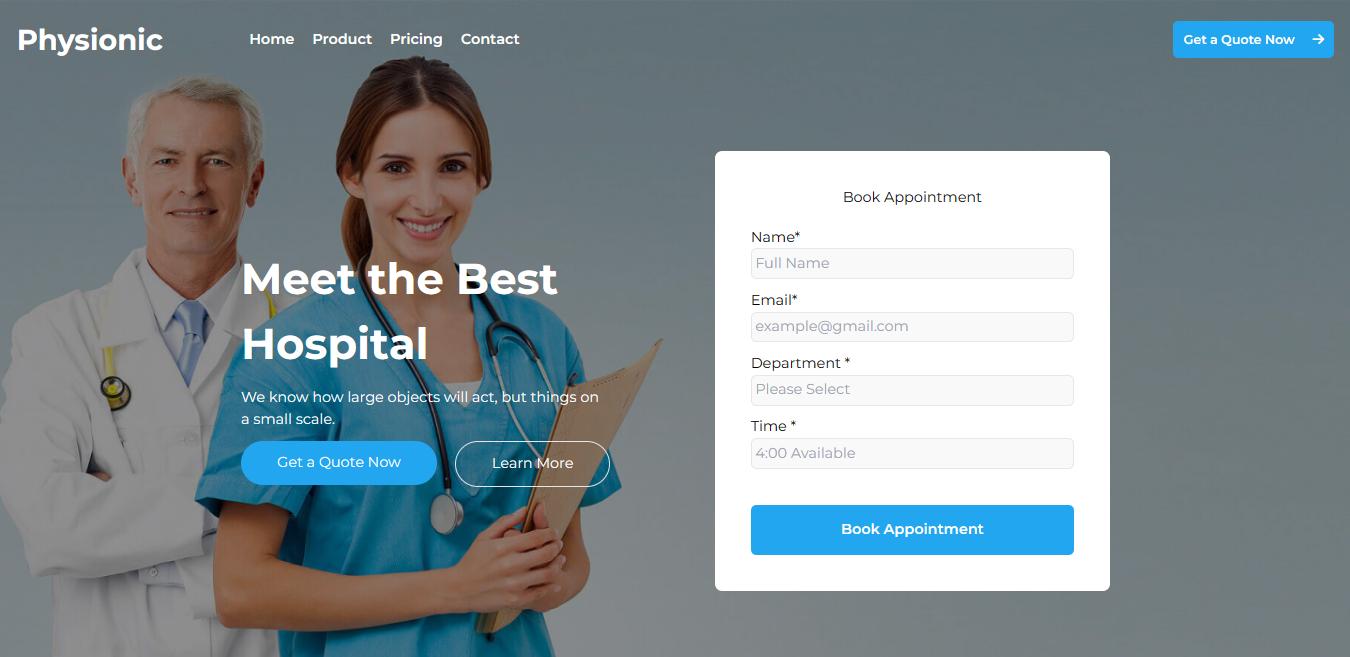 Physionic
Home Product Pricing Contact
Get a Quote Now
Meet the Best
Hospital
We know how large objects will act, but things on
a small scale.
Get a Quote Now
Learn More
Book Appointment
Name*
Full Name
Email*
example@gmail.com
Department *
Please Select
Time *
4:00 Available
Book Appointment